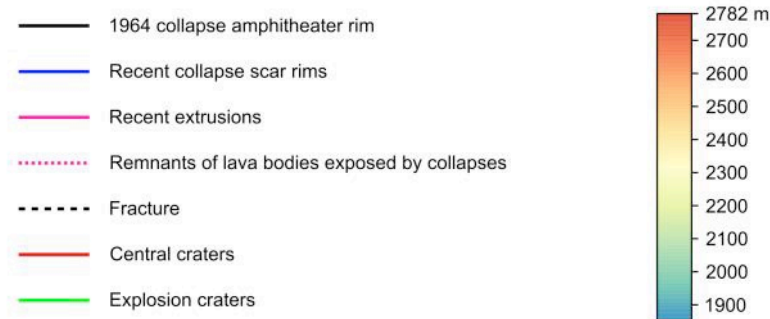 1964 collapse amphitheater rim
Recent collapse scar rims
Recent extrusions
Remnants of lava bodies exposed by collapses
Fracture
Central craters
Explosion craters
2782 m
2700
2600
2500
2400
2300
2200
2100
2000
1900